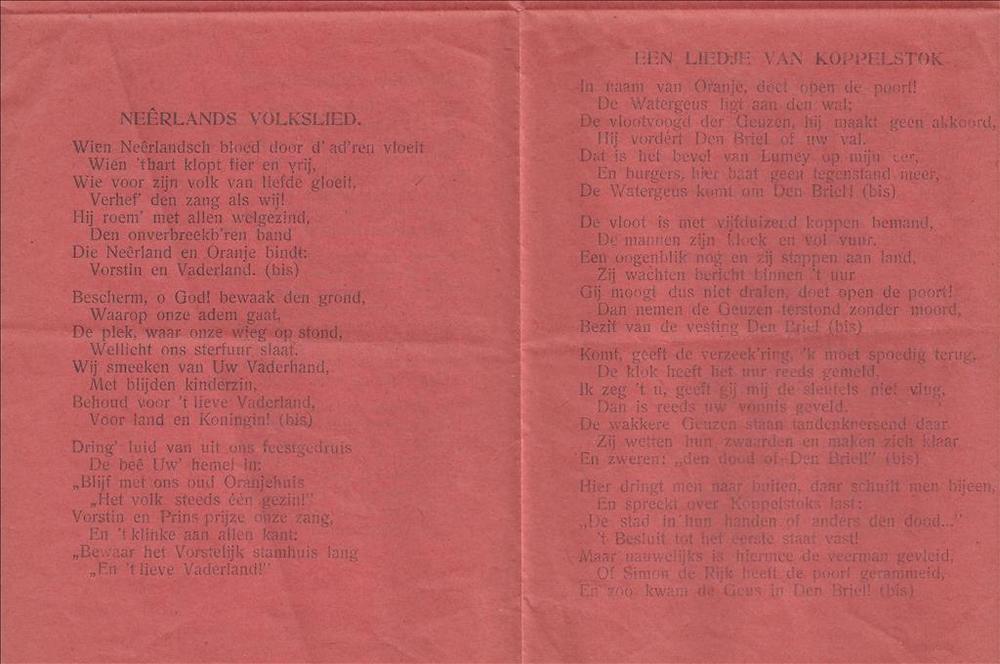 NEÊRLANDS VOLKSLIED.
Wien Neêrlandsch bloed door d' ad'ren vloeit
Wien 'thart klopt fier en vrij,
Wie voor zijn volk van liefde gloeit,
Verhef' den zang als wij!
Hij roem' met allen welgezind,
Den onverbreekb'ren band
Die Neêrland en Oranje bindt:
Vorstin en Vaderland. (bis)
Bescherm, o God! bewaak den grond,
Waarop onze adem gaat,
De plek, waar onze wieg op stond,
Wellicht ons sterfuur slaat.
Wij smeeken van Uw Vaderhand,
Met blijden kinderzin,
Behoud voor 't lieve Vaderland,
Voor land en Koningin! (bis)
Dring' luid van uit ons feestgedruis
De beê Uw' hemel in:
„Blijf met ons oud Oranjehuis
„Het volk steeds één gezin!"
Vorstin en Prins prijze onze zang,
En 't klinke aan allen kant:
„Bewaar het Vorstelijk stamhuis lang
„En 't lieve Vaderland!"
EEN LIEDJE VAN KOPPELSTOK
In naam van Oranje, doet open de poort!
De Watergeus ligt aan den wal;
De vlootvoogd der Geuzen, hij maakt geen akkoord,
Hij vordert Den Briel of uw val.
Dat is het bevel van Lumey op mijn eer,
En burgers, hier baat geen tegenstand meer,
De Watergeus komt om Den Briel! (bis)
De vloot is met vijfduizend koppen bemand,
De mannen zijn kloek en vol vuur.
Een oogenblik nog en zij stappen aan land,
Zij wachten bericht binnen 't uur
Gij moogt dus niet dralen, doet open de poort!
Dan nemen de Geuzen terstond zonder moord,
Bezit van de vesting Den Briel (bis)
Komt, geeft de verzeek'ring, 'k moet spoedig terug,
De klok heeft het uur reeds gemeld,
Ik zeg 't u, geeft gij mij de sleutels niet vlug,
Dan is reeds uw vonnis geveld.
De wakkere Geuzen staan tandenknersend daar
Zij wetten hun zwaarden en maken zich klaar
En zweren: „den dood of Den Briel!" (bis)
Hier dringt men naar buiten, daar schuilt men bijeen,
En spreekt over Koppelstoks last:
„De stad in hun handen of anders den dood..."
't Besluit tot het eerste staat vast!
Maar nauwelijks is hiermee de veerman gevleid,
Of Simon de Rijk heeft de poort gerammeid,
En zoo kwam de Geus in Den Briel! (bis)